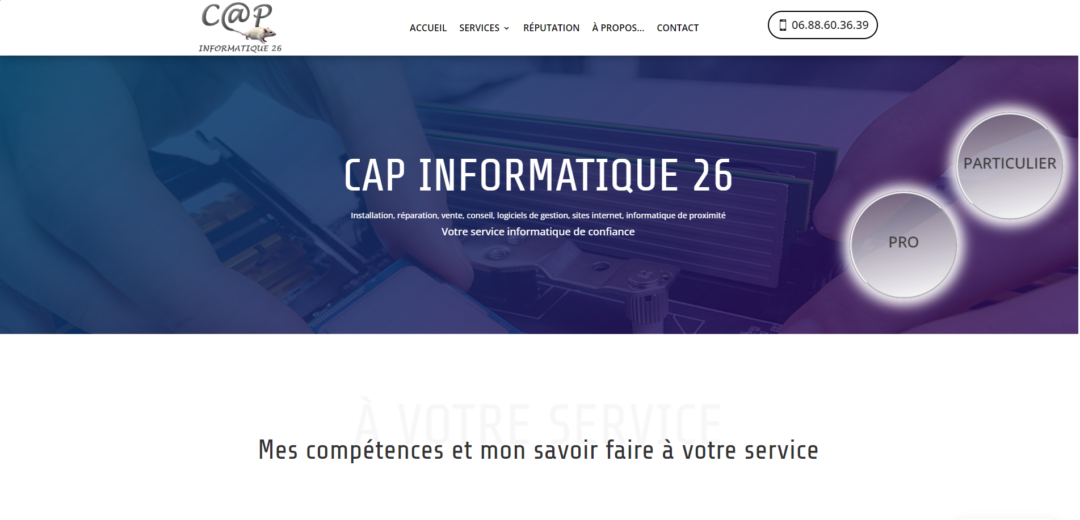 C@P
INFORMATIQUE 26
ACCUEIL SERVICES RÉPUTATION À PROPOS... CONTACT
06.88.60.36.39
CAP INFORMATIQUE 26
Installation, réparation, vente, conseil, logiciels de gestion, sites internet, informatique de proximité
Votre service informatique de confiance
PARTICULIER
PRO
À VOTRE SERVICE
Mes compétences et mon savoir faire à votre service